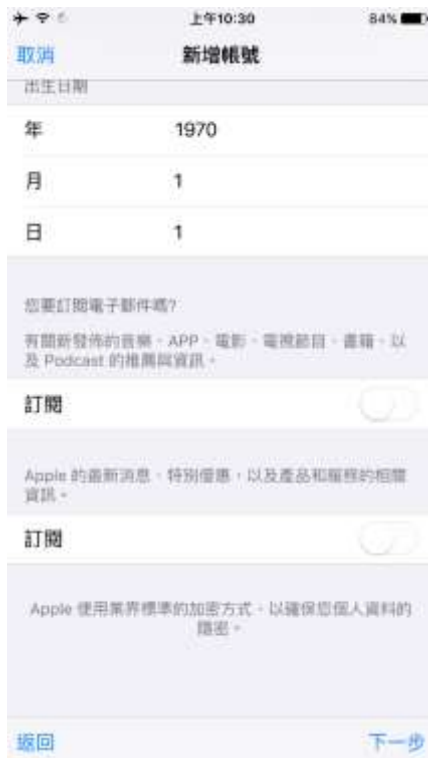 上午10:30 84%
取消 新增帳號
出生日期
年 1970
月 1
日 1
您要訂閱電子郵件嗎?
有關新發佈的音樂、APP、電影、電視節目、書籍、以
及 Podcast 的推薦與資訊。
訂閱
Apple 的最新消息、特別優惠，以及產品和服務的相關
資訊。
訂閱
Apple 使用業界標準的加密方式，以確保您個人資料的
隱密。
返回 下一步